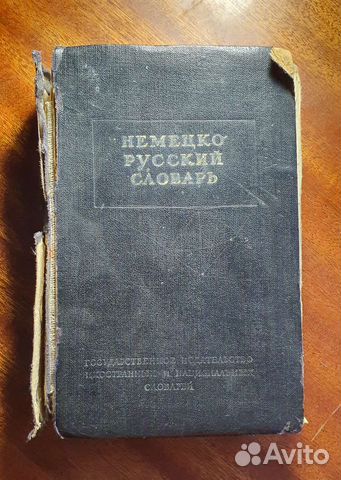 НЕМЕЦКО
РУССКИЙ
СЛОВАРЬ
ГОСУДАРСТВЕННОЕ ИЗДАТЕЛЬСТВО
ИНОСТРАННЫХ И НАЦИОНАЛЬНЫХ
СЛОВАРЕЙ
Avito